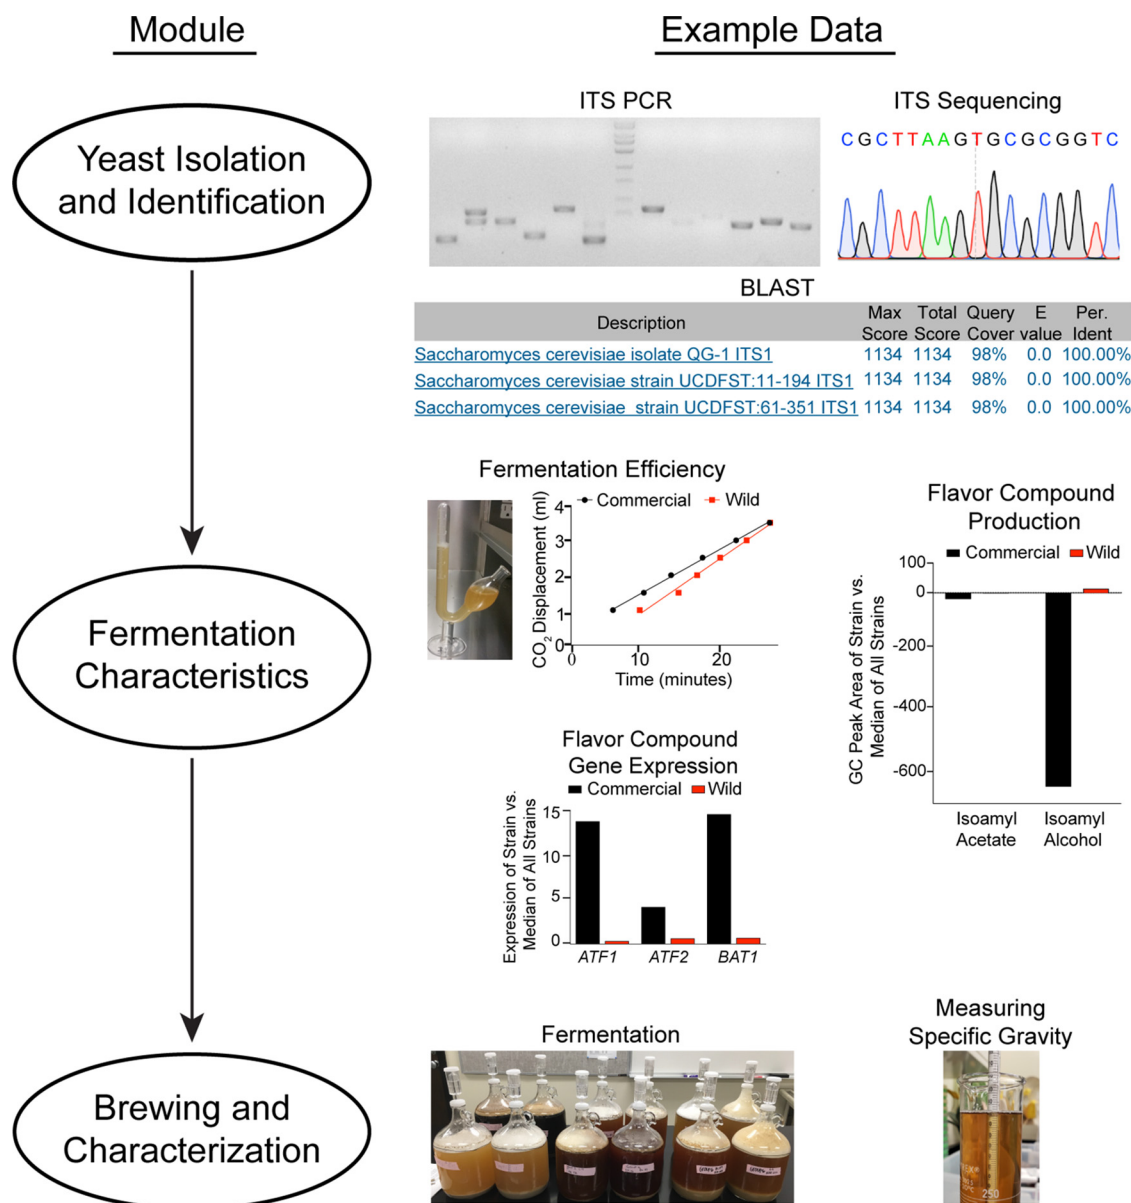 Module
Example Data
Yeast Isolation
and Identification
ITS PCR
ITS Sequencing
CGCTTAAGTGCGCGGTC
BLAST
Description
Max
Score
Total
Score
Query
Cover
E
value
Per.
Ident
Saccharomyces cerevisiae isolate QG-1 ITS1 1134 1134 98% 0.0 100.00%
Saccharomyces cerevisiae strain UCDFST:11-194 ITS1 1134 1134 98% 0.0 100.00%
Saccharomyces cerevisiae strain UCDFST:61-351 ITS1 1134 1134 98% 0.0 100.00%
Fermentation
Characteristics
Fermentation Efficiency
Commercial Wild
CO2 Displacement (ml)
4
3
2
1
0
0 10 20
Time (minutes)
Flavor Compound
Production
Commercial Wild
GC Peak Area of Strain vs.
Median of All Strains
100
0
-200
-400
-600
Isoamyl
Acetate
Isoamyl
Alcohol
Flavor Compound
Gene Expression
Commercial Wild
Expression of Strain vs.
Median of All Strains
15
10
5
0
ATF1 ATF2 BAT1
Brewing and
Characterization
Fermentation
Measuring
Specific Gravity
250